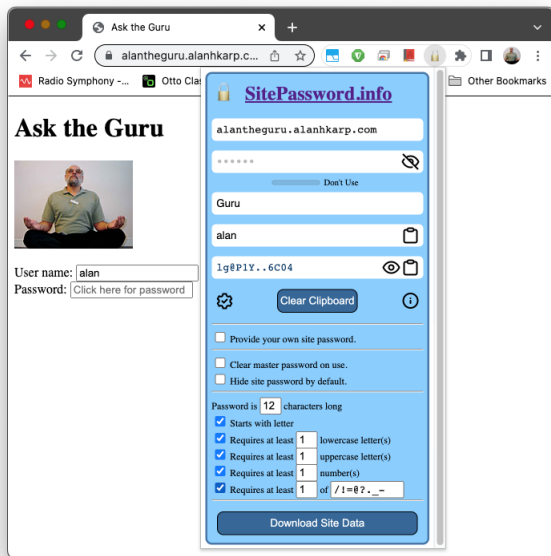 Ask the Guru
alantheguru.alanhkarp.c...
Radio Symphony -...
Otto Cla
Other Bookmarks
SitePassword.info
Ask the Guru
alantheguru.alanhkarp.com
Don't Use
Guru
alan
User name: alan
Password: Click here for password
lg@P1Y..6C04
Clear Clipboard
Provide your own site password.
Clear master password on use.
Hide site password by default.
Password is 12 characters long
Starts with letter
Requires at least 1 lowercase letter(s)
Requires at least 1 uppercase letter(s)
Requires at least 1 number(s)
Requires at least 1 of /!=@?._-
Download Site Data